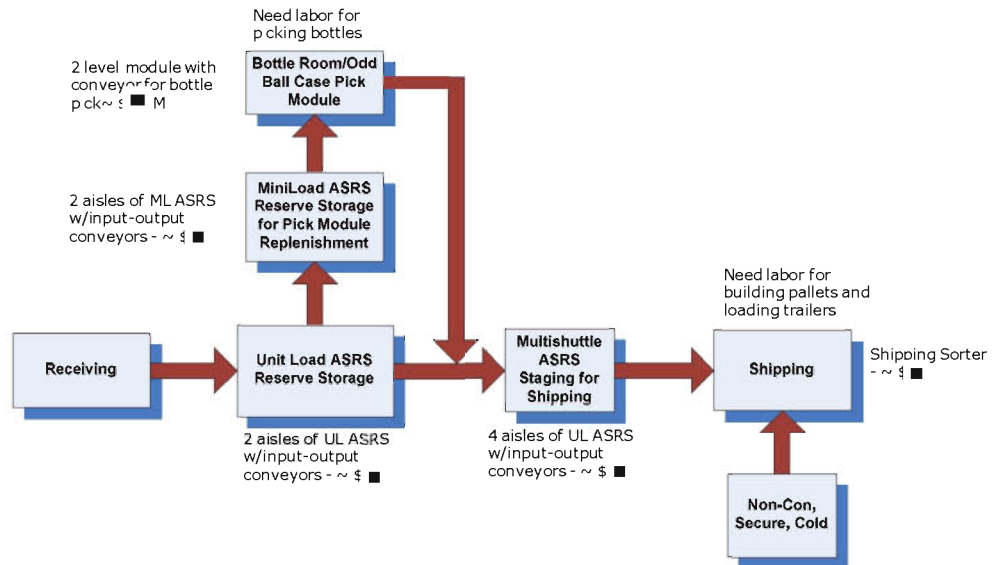 Need labor for
picking bottles
2 level module with
conveyor for bottle
pick~ $ ■ M
Bottle Room/Odd
Ball Case Pick
Module
2 aisles of ML ASRS
w/input-output
conveyors - ~ $ ■
MiniLoad ASRS
Reserve Storage
for Pick Module
Replenishment
Need labor for
building pallets and
loading trailers
Receiving
Unit Load ASRS
Reserve Storage
Multishuttle
ASRS
Staging for
Shipping
Shipping
Shipping Sorter
- ~ $ ■
2 aisles of UL ASRS
w/input-output
conveyors - ~ $ ■
4 aisles of UL ASRS
w/input-output
conveyors - ~ $ ■
Non-Con,
Secure, Cold